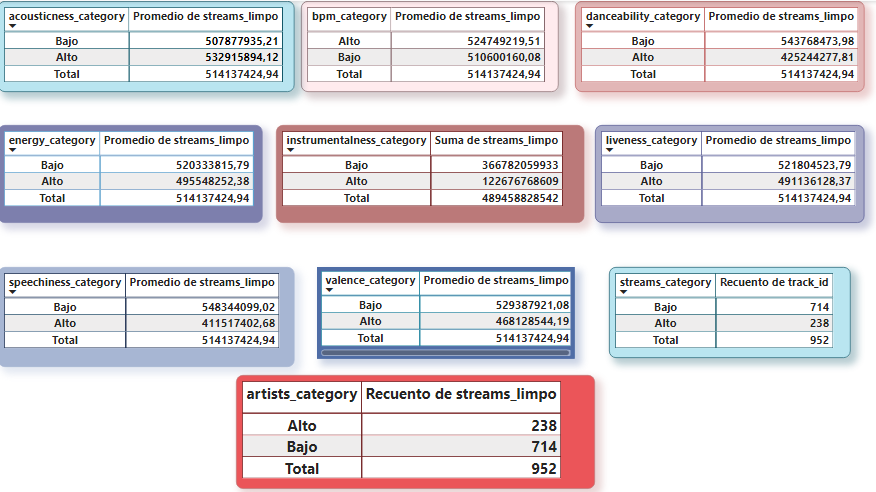 acousticness_category Promedio de streams_limpo
Bajo 507877935,21
Alto 532915894,12
Total 514137424,94
bpm_category Promedio de streams_limpo
Alto 524749219,51
Bajo 510600160,08
Total 514137424,94
danceability_category Promedio de streams_limpo
Bajo 543768473,98
Alto 425244277,81
Total 514137424,94
energy_category Promedio de streams_limpo
Bajo 520333815,79
Alto 495548252,38
Total 514137424,94
instrumentalness_category Suma de streams_limpo
Bajo 366782059933
Alto 122676768609
Total 489458828542
liveness_category Promedio de streams_limpo
Bajo 521804523,79
Alto 491136128,37
Total 514137424,94
speechiness_category Promedio de streams_limpo
Bajo 548344099,02
Alto 411517402,68
Total 514137424,94
valence_category Promedio de streams_limpo
Bajo 529387921,08
Alto 468128544,19
Total 514137424,94
streams_category Recuento de track_id
Bajo 714
Alto 238
Total 952
artists_category Recuento de streams_limpo
Alto 238
Bajo 714
Total 952